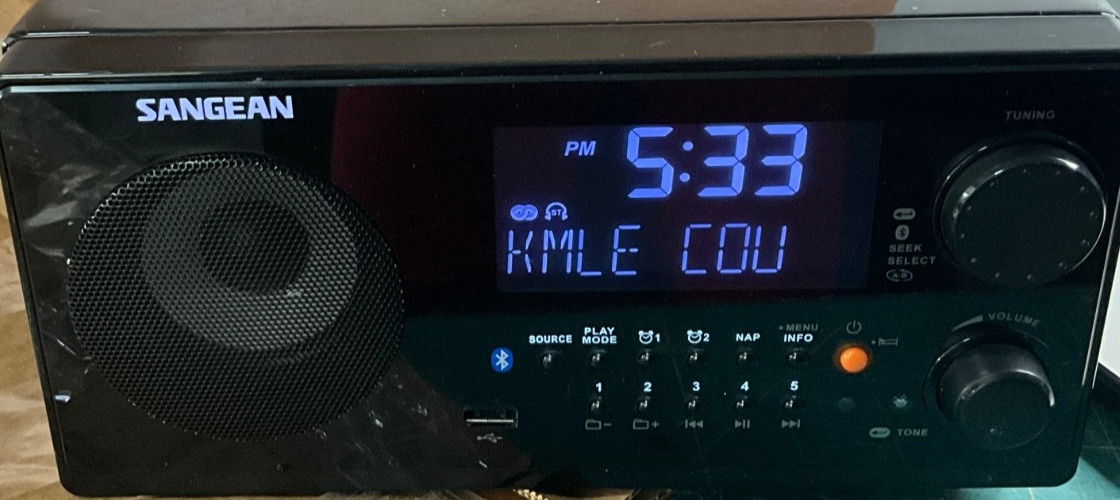 SANGEAN
TUNING
PM 5:33
ST
KMLE COU
SEEK
SELECT
A-B
VOLUME
SOURCE PLAY MODE 1 2 NAP MENU INFO
1 2 3 4 5
TONE